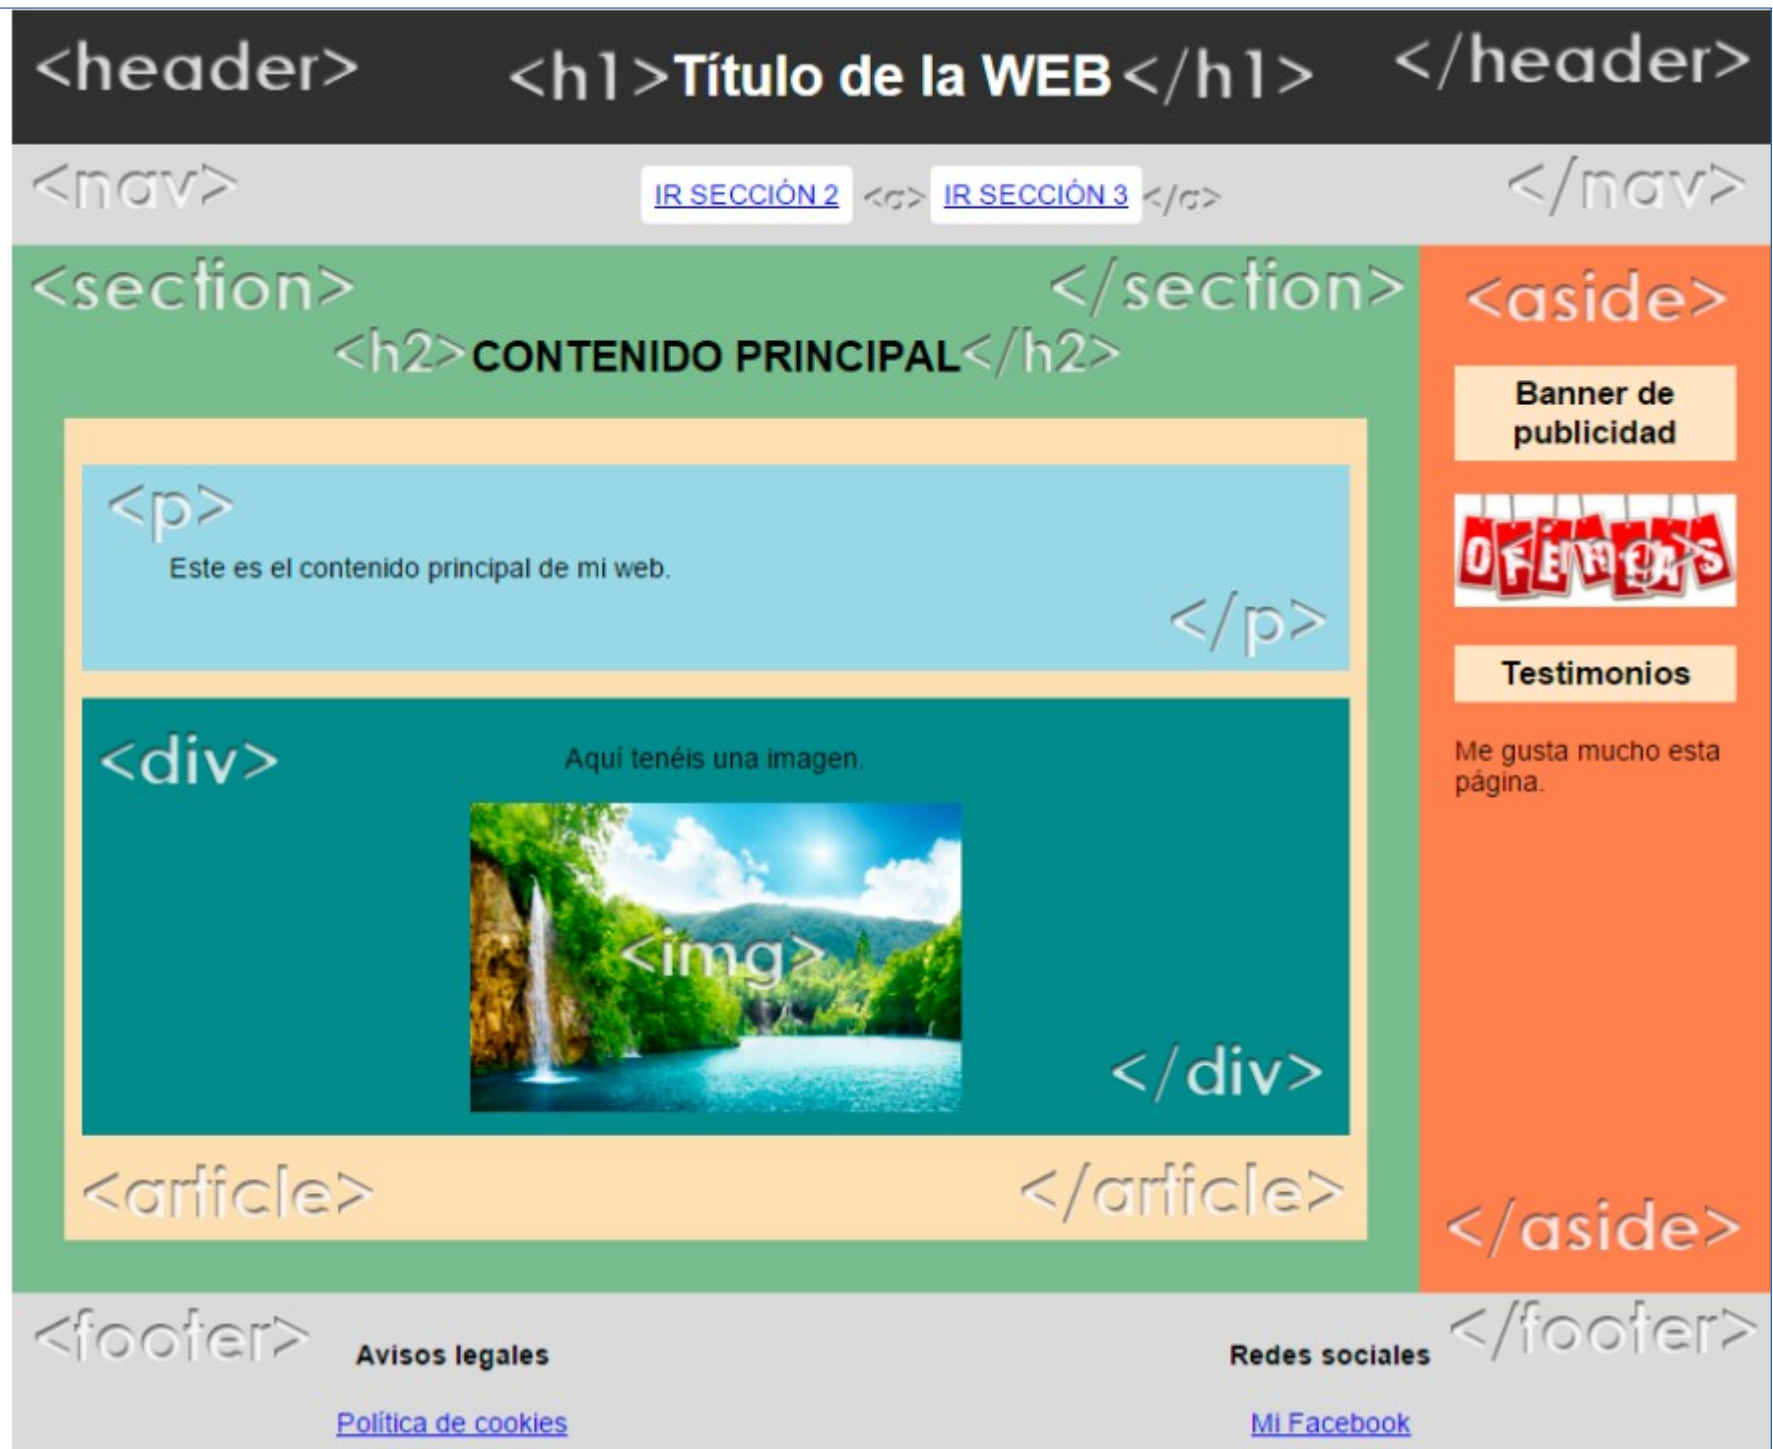 <header> <h1>Título de la WEB</h1> </header>
<nav> IR SECCIÓN 2 <a> IR SECCIÓN 3 </a> </nav>
<section> </section>
<h2>CONTENIDO PRINCIPAL</h2>
<p>
Este es el contenido principal de mi web.
</p>
<div>
Aquí tenéis una imagen.
<img>
</div>
<article> </article>
<aside>
Banner de
publicidad
OFERTAS
<img>
Testimonios
Me gusta mucho esta
página.
</aside>
<footer> </footer>
Avisos legales
Política de cookies
Redes sociales
Mi Facebook